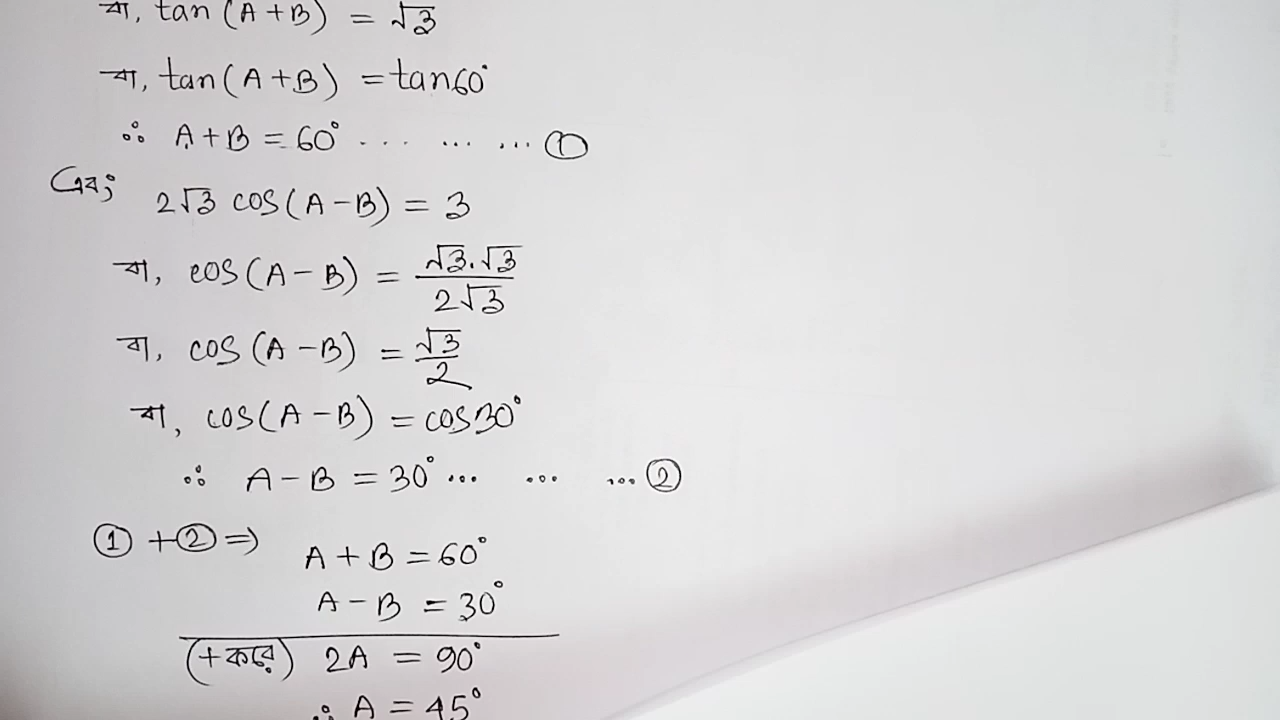 বা, tan (A+B) = √3
বা, tan(A+B) = tan60°
∴ A+B = 60° ... ... ... ①
এবং 2√3 cos(A-B) = 3
বা, cos(A-B) = √3.√3/2√3
বা, cos(A-B) = √3/2
বা, cos(A-B) = cos30°
∴ A-B = 30° ... ... ... ②
① + ② ⇒ A+B = 60°
A-B = 30°
(+করে) 2A = 90°
∴ A = 45°